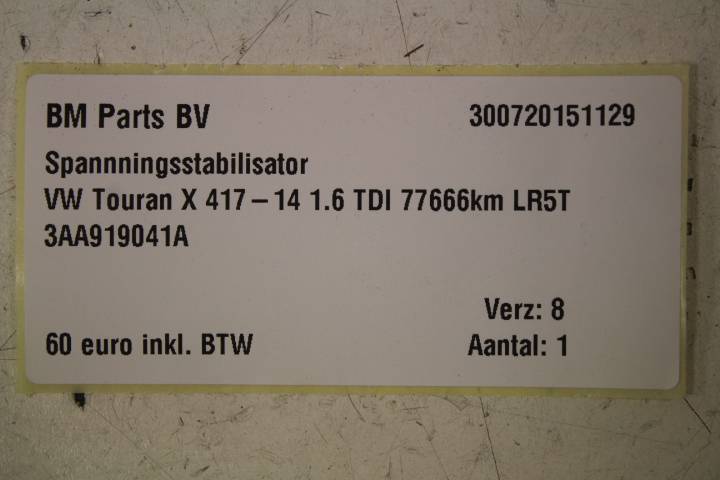 BM Parts BV 300720151129
Spannningsstabilisator
VW Touran X 417 – 14 1.6 TDI 77666km LR5T
3AA919041A
Verz: 8
60 euro inkl. BTW Aantal: 1